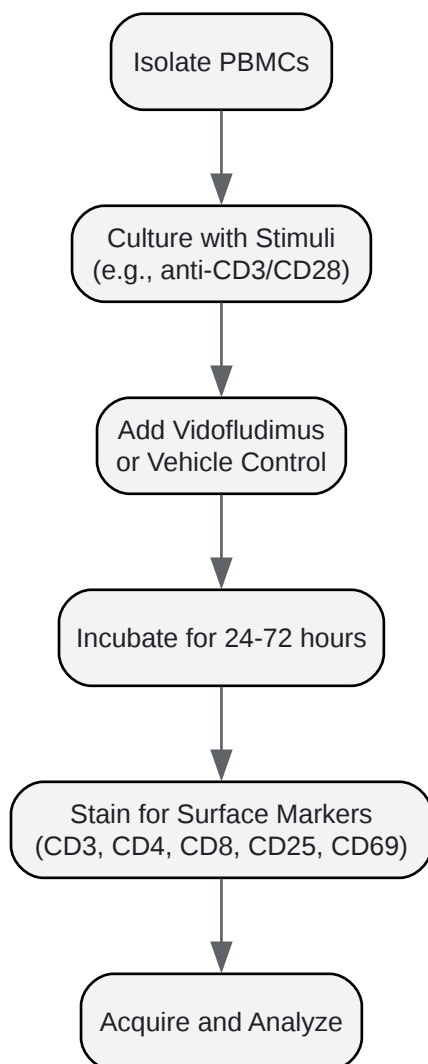 Isolate PBMCs
Culture with Stimuli
(e.g., anti-CD3/CD28)
Add Vidofludimus
or Vehicle Control
Incubate for 24-72 hours
Stain for Surface Markers
(CD3, CD4, CD8, CD25, CD69)
Acquire and Analyze